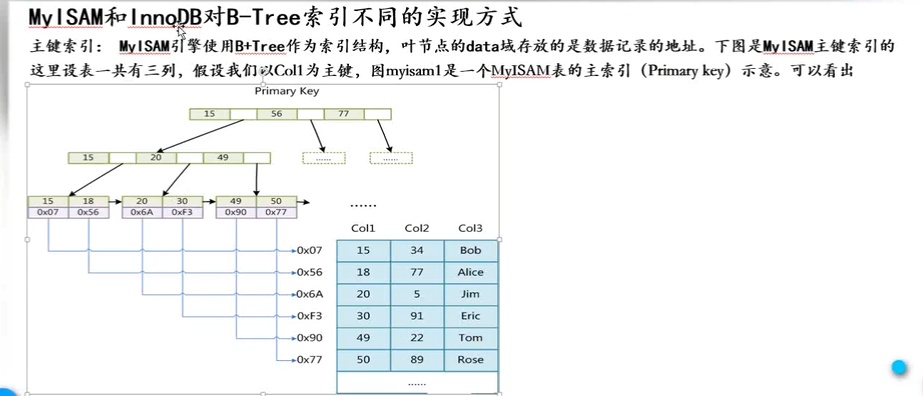 MyISAM和InnoDB对B-Tree索引不同的实现方式
主键索引： MyISAM引擎使用B+Tree作为索引结构，叶节点的data域存放的是数据记录的地址。下图是MyISAM主键索引的
这里设表一共有三列，假设我们以Col1为主键，图myisam1是一个MyISAM表的主索引（Primary key）示意。可以看出
Primary Key
15 56 77
15 20 49 ...... ......
15 18 20 30 49 50
0x07 0x56 0x6A 0xF3 0x90 0x77
......
Col1 Col2 Col3
0x07 15 34 Bob
0x56 18 77 Alice
0x6A 20 5 Jim
0xF3 30 91 Eric
0x90 49 22 Tom
0x77 50 89 Rose
......